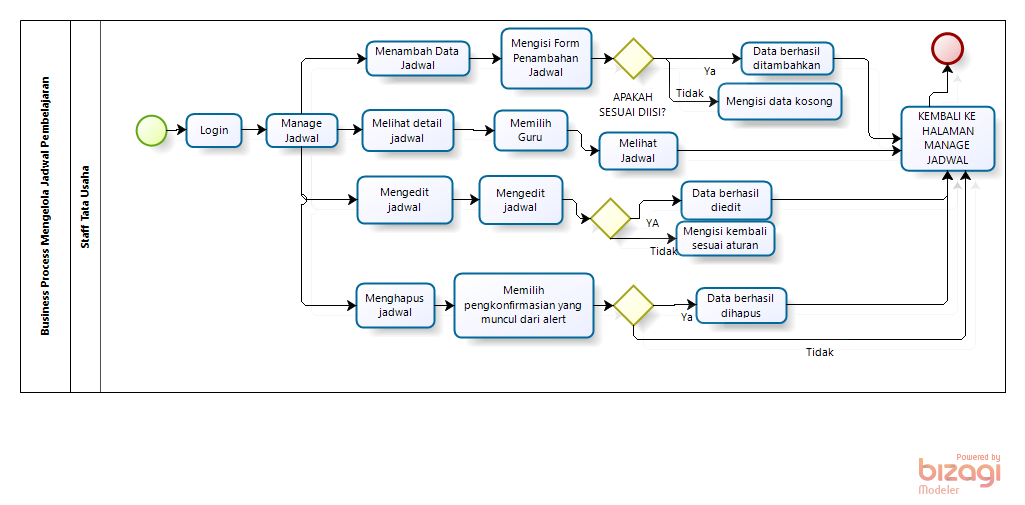 Business Process Mengelola Jadwal Pembelajaran
Staff Tata Usaha
Login
Manage
Jadwal
Menambah Data
Jadwal
Mengisi Form
Penambahan
Jadwal
APAKAH
SESUAI DIISI?
Ya
Data berhasil
ditambahkan
Tidak
Mengisi data kosong
Melihat detail
jadwal
Memilih
Guru
Melihat
Jadwal
KEMBALI KE
HALAMAN
MANAGE
JADWAL
Mengedit
jadwal
Mengedit
jadwal
YA
Data berhasil
diedit
Tidak
Mengisi kembali
sesuai aturan
Menghapus
jadwal
Memilih
pengkonfirmasian yang
muncul dari alert
Ya
Data berhasil
dihapus
Tidak
Powered by
bizagi
Modeler